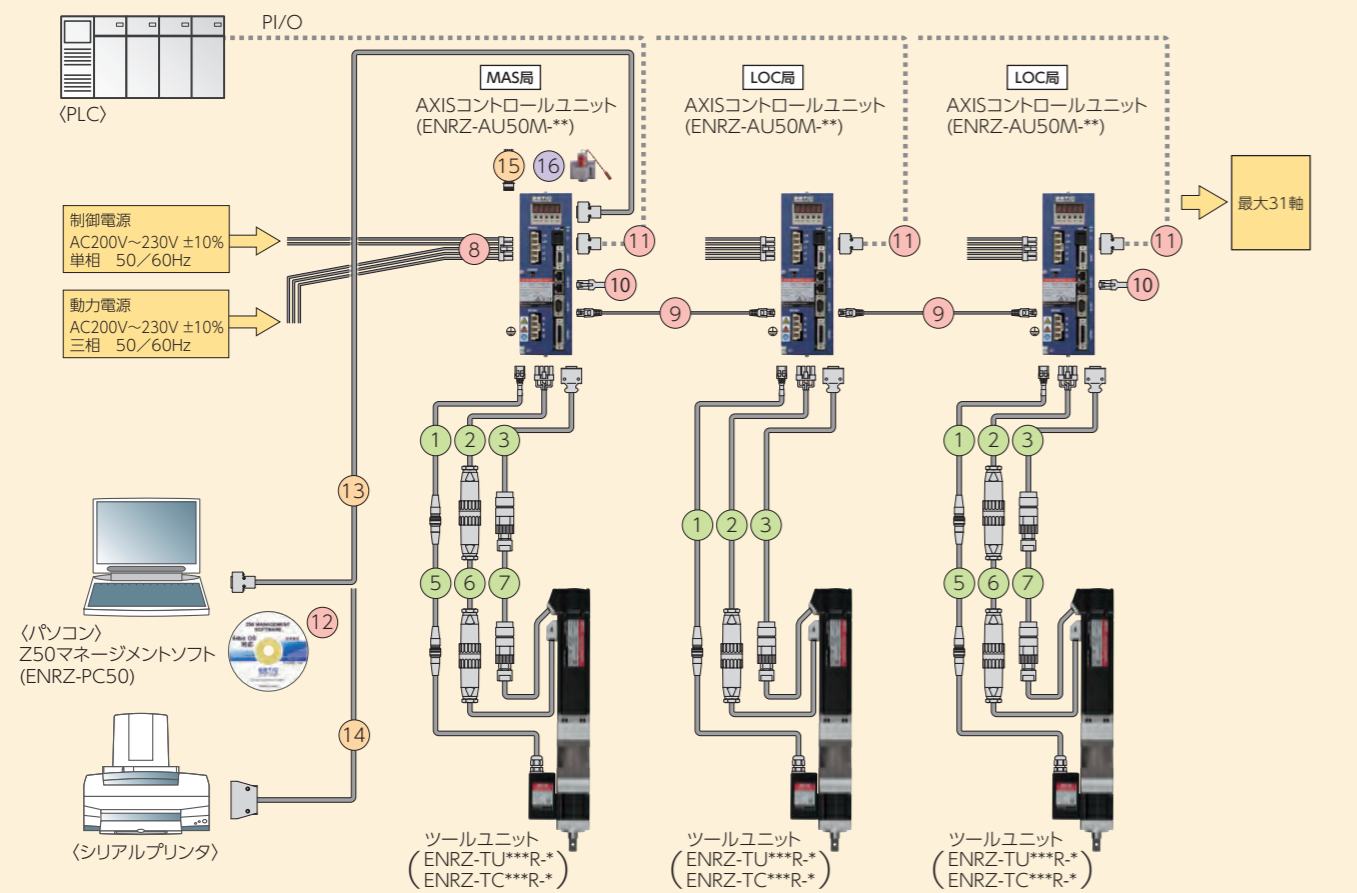 PI/O
〈PLC〉
MAS局
AXISコントロールユニット
(ENRZ-AU50M-**)
LOC局
AXISコントロールユニット
(ENRZ-AU50M-**)
LOC局
AXISコントロールユニット
(ENRZ-AU50M-**)
15
16
制御電源
AC200V~230V ±10%
単相 50/60Hz
動力電源
AC200V~230V ±10%
三相 50/60Hz
最大31軸
8
11
10
9
11
9
11
10
1
2
3
1
2
3
1
2
3
5
6
7
5
6
7
13
12
14
Z50 MANAGEMENT
SOFTWARE
64bit OS
対応
〈パソコン〉
Z50マネージメントソフト
(ENRZ-PC50)
〈シリアルプリンタ〉
ツールユニット
(ENRZ-TU***R-*
ENRZ-TC***R-*)
ツールユニット
(ENRZ-TU***R-*
ENRZ-TC***R-*)
ツールユニット
(ENRZ-TU***R-*
ENRZ-TC***R-*)